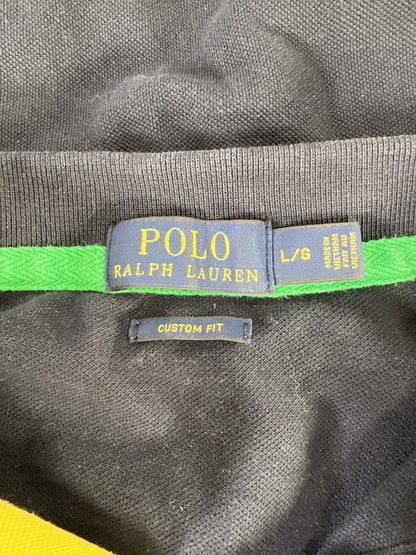 POLO
RALPH LAUREN
L/G
MADE IN
VIETNAM
FAIT AU
VIETNAM
CUSTOM FIT